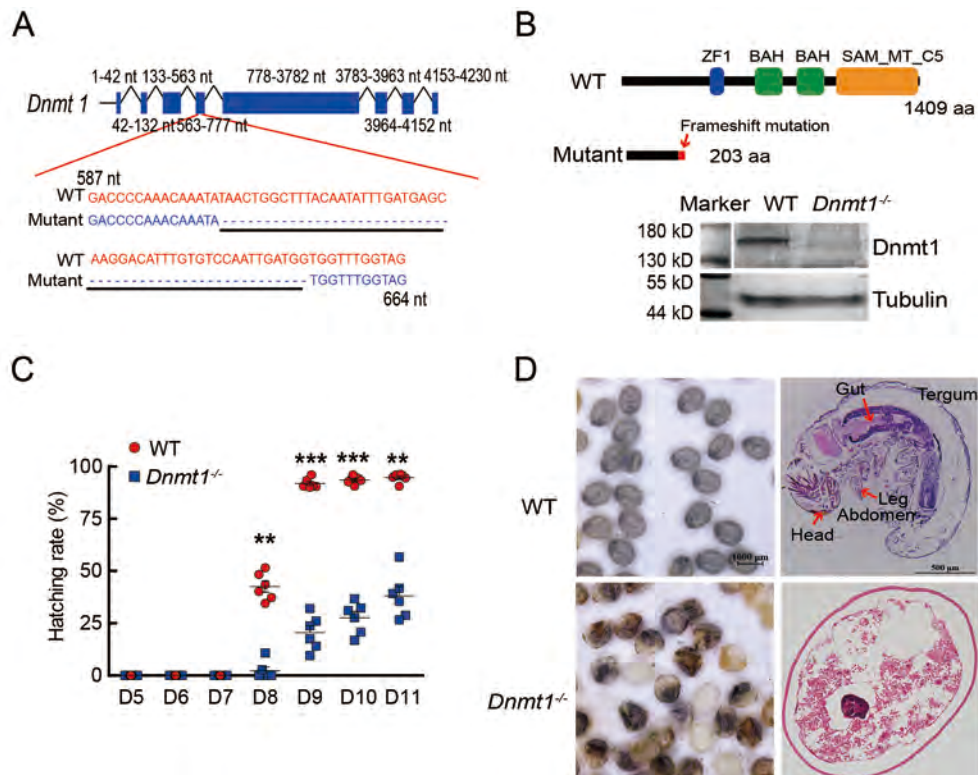 A
1-42 nt 133-563 nt 778-3782 nt 3783-3963 nt 4153-4230 nt
Dnmt 1
42-132 nt 563-777 nt 3964-4152 nt
587 nt
WT GACCCCAAACAAATATAACTGGCTTTACAATATTTGATGAGC
Mutant GACCCCAAACAAATA
WT AAGGACATTTGTGTCCAATTGATGGTGGTTTGGTAG
Mutant TGGTTTGGTAG
664 nt
B
ZF1 BAH BAH SAM_MT_C5
WT
1409 aa
Frameshift mutation
Mutant 203 aa
Marker WT Dnmt1-/-
180 kD
Dnmt1
130 kD
55 kD
Tubulin
44 kD
C
WT
Dnmt1-/-
Hatching rate (%)
100
75
50
25
0
** *** *** **
D5 D6 D7 D8 D9 D10 D11
D
WT
1000 μm
Gut
Tergum
Leg
Abdomen
Head
500 μm
Dnmt1-/-